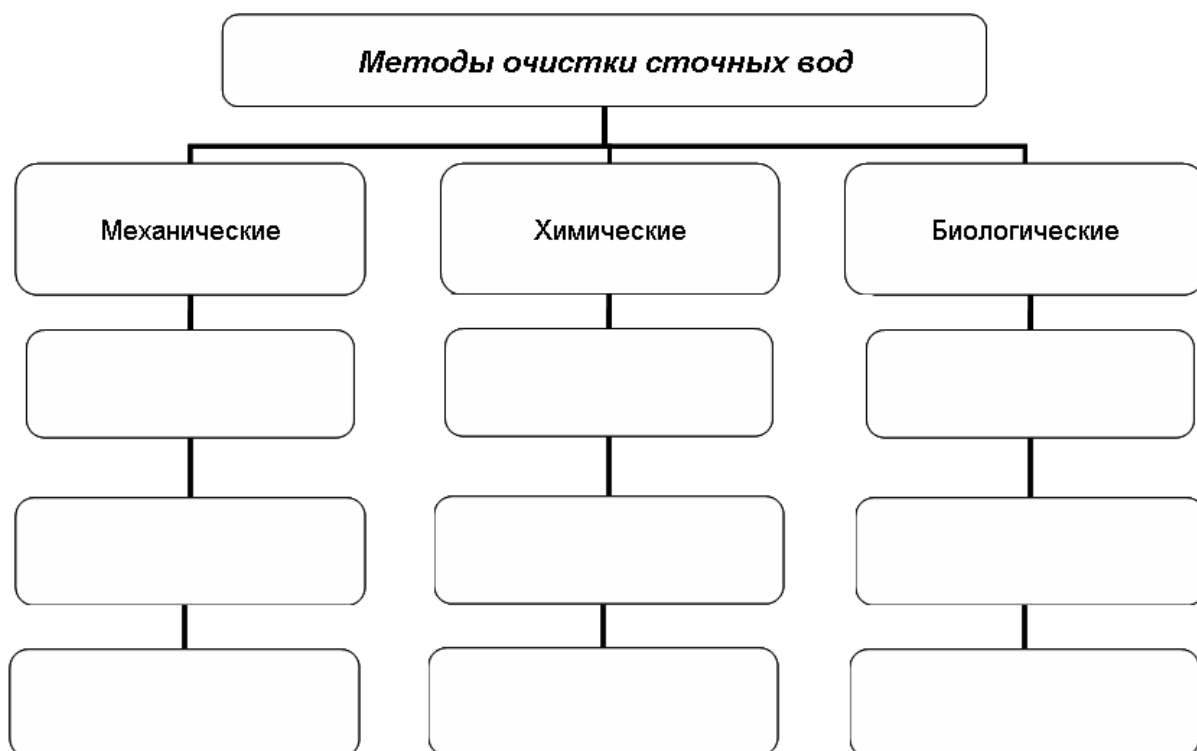 Методы очистки сточных вод
Механические
Химические
Биологические